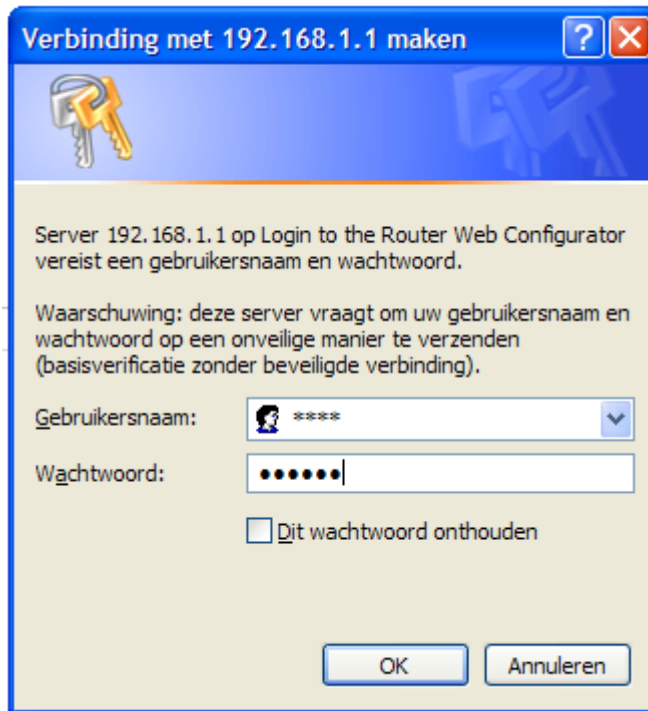 Verbinding met 192.168.1.1 maken
Server 192.168.1.1 op Login to the Router Web Configurator
vereist een gebruikersnaam en wachtwoord.
Waarschuwing: deze server vraagt om uw gebruikersnaam en
wachtwoord op een onveilige manier te verzenden
(basisverificatie zonder beveiligde verbinding).
Gebruikersnaam: ****
Wachtwoord: ●●●●●●
Dit wachtwoord onthouden
OK Annuleren